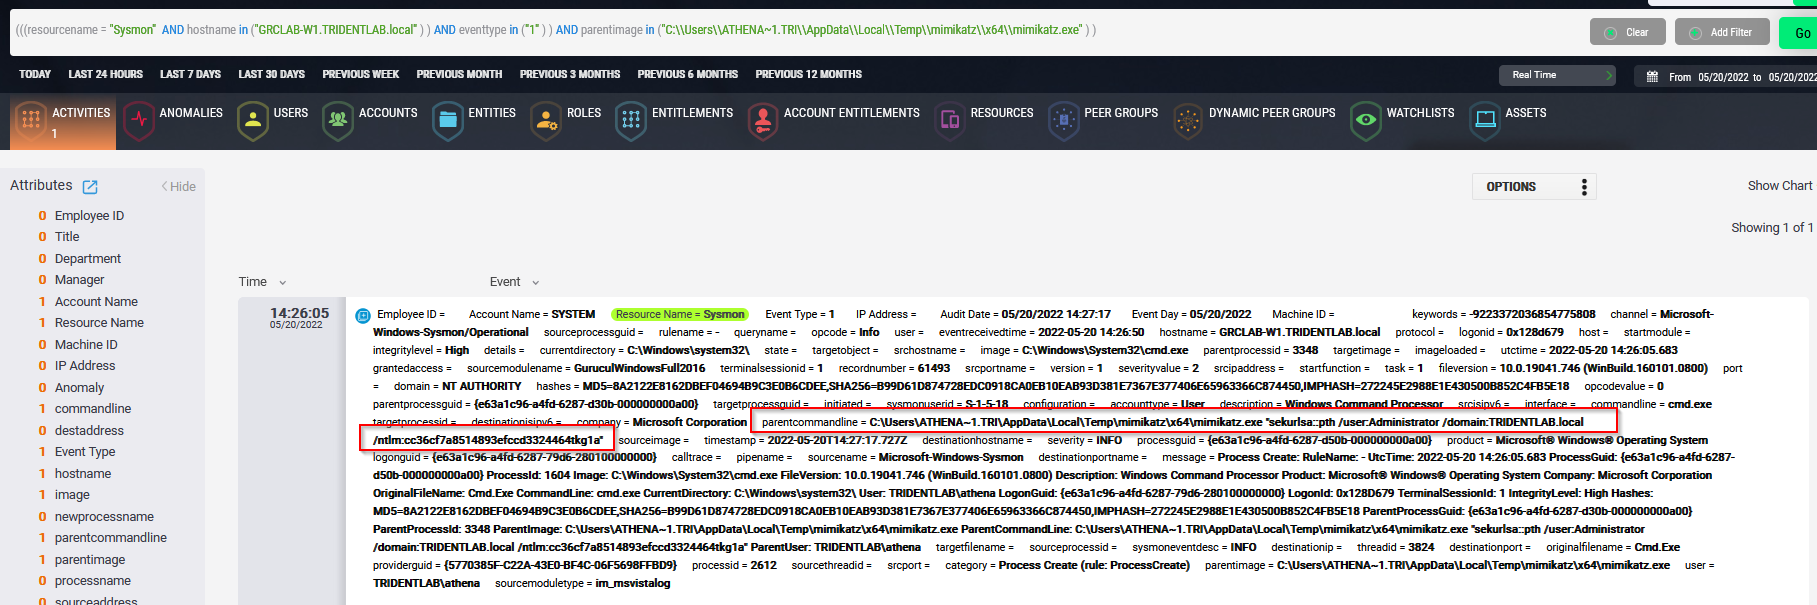 (((resourcename = "Sysmon" AND hostname in ("GRCLAB-W1.TRIDENTLAB.local" ) ) AND eventtype in ("1" ) ) AND parentimage in ("C:\\Users\\ATHENA~1.TRI\\AppData\\Local\\Temp\\mimikatz\\x64\\mimikatz.exe" ) )
Clear
Add Filter
Go
TODAY LAST 24 HOURS LAST 7 DAYS LAST 30 DAYS PREVIOUS WEEK PREVIOUS MONTH PREVIOUS 3 MONTHS PREVIOUS 6 MONTHS PREVIOUS 12 MONTHS
Real Time
From 05/20/2022 to 05/20/2022
ACTIVITIES ANOMALIES USERS ACCOUNTS ENTITIES ROLES ENTITLEMENTS ACCOUNT ENTITLEMENTS RESOURCES PEER GROUPS DYNAMIC PEER GROUPS WATCHLISTS ASSETS
1
Attributes
Hide
OPTIONS
Show Chart
Showing 1 of 1
0 Employee ID
0 Title
0 Department
0 Manager
1 Account Name
1 Resource Name
0 Machine ID
0 IP Address
0 Anomaly
1 commandline
0 destaddress
1 Event Type
1 hostname
1 image
0 newprocessname
1 parentcommandline
1 parentimage
0 processname
0 sourceaddress
Time Event
14:26:05
05/20/2022
Employee ID = Account Name = SYSTEM Resource Name = Sysmon Event Type = 1 IP Address = Audit Date = 05/20/2022 14:27:17 Event Day = 05/20/2022 Machine ID = keywords = -9223372036854775808 channel = Microsoft-
Windows-Sysmon/Operational sourceprocessguid = rulename = - queryname = opcode = Info user = eventreceivedtime = 2022-05-20 14:26:50 hostname = GRCLAB-W1.TRIDENTLAB.local protocol = logonid = 0x128d679 host = startmodule =
integritylevel = High details = currentdirectory = C:\Windows\system32\ state = targetobject = srchostname = image = C:\Windows\System32\cmd.exe parentprocessid = 3348 targetimage = imageloaded = utctime = 2022-05-20 14:26:05.683
grantedaccess = sourcemodulename = GuruculWindowsFull2016 terminalsessionid = 1 recordnumber = 61493 srcportname = version = 1 severityvalue = 2 srcipaddress = startfunction = task = 1 fileversion = 10.0.19041.746 (WinBuild.160101.0800) port
= domain = NT AUTHORITY hashes = MD5=8A2122E8162DBEF04694B9C3E0B6CDEE,SHA256=B99D61D874728EDC0918CA0EB10EAB93D381E7367E377406E65963366C874450,IMPHASH=272245E2988E1E430500B852C4FB5E18 opcodevalue = 0
parentprocessguid = {e63a1c96-a4fd-6287-d30b-000000000a00} targetprocessguid = initiated = sysmonuserid = S-1-5-18 configuration = accounttype = User description = Windows Command Processor srcisipv6 = interface = commandline = cmd.exe
targetprocessid = destinationisipv6 = company = Microsoft Corporation parentcommandline = C:\Users\ATHENA~1.TRI\AppData\Local\Temp\mimikatz\x64\mimikatz.exe "sekurlsa::pth /user:Administrator /domain:TRIDENTLAB.local
/ntlm:cc36cf7a8514893efccd3324464tkg1a" sourceimage = timestamp = 2022-05-20T14:27:17.727Z destinationhostname = severity = INFO processguid = {e63a1c96-a4fd-6287-d50b-000000000a00} product = Microsoft® Windows® Operating System
logonguid = {e63a1c96-a4fd-6287-79d6-280100000000} calltrace = pipename = sourcename = Microsoft-Windows-Sysmon destinationportname = message = Process Create: RuleName: - UtcTime: 2022-05-20 14:26:05.683 ProcessGuid: {e63a1c96-a4fd-6287-
d50b-000000000a00} ProcessId: 1604 Image: C:\Windows\System32\cmd.exe FileVersion: 10.0.19041.746 (WinBuild.160101.0800) Description: Windows Command Processor Product: Microsoft® Windows® Operating System Company: Microsoft Corporation
OriginalFileName: Cmd.Exe CommandLine: cmd.exe CurrentDirectory: C:\Windows\system32\ User: TRIDENTLAB\athena LogonGuid: {e63a1c96-a4fd-6287-79d6-280100000000} LogonId: 0x128D679 TerminalSessionId: 1 IntegrityLevel: High Hashes:
MD5=8A2122E8162DBEF04694B9C3E0B6CDEE,SHA256=B99D61D874728EDC0918CA0EB10EAB93D381E7367E377406E65963366C874450,IMPHASH=272245E2988E1E430500B852C4FB5E18 ParentProcessGuid: {e63a1c96-a4fd-6287-d30b-000000000a00}
ParentProcessId: 3348 ParentImage: C:\Users\ATHENA~1.TRI\AppData\Local\Temp\mimikatz\x64\mimikatz.exe ParentCommandLine: C:\Users\ATHENA~1.TRI\AppData\Local\Temp\mimikatz\x64\mimikatz.exe "sekurlsa::pth /user:Administrator
/domain:TRIDENTLAB.local /ntlm:cc36cf7a8514893efccd3324464tkg1a" ParentUser: TRIDENTLAB\athena targetfilename = sourceprocessid = sysmoneventdesc = INFO destinationip = threadid = 3824 destinationport = originalfilename = Cmd.Exe
providerguid = {5770385F-C22A-43E0-BF4C-06F5698FFBD9} processid = 2612 sourcethreadid = srcport = category = Process Create (rule: ProcessCreate) parentimage = C:\Users\ATHENA~1.TRI\AppData\Local\Temp\mimikatz\x64\mimikatz.exe user =
TRIDENTLAB\athena sourcemoduletype = im_msvistalog